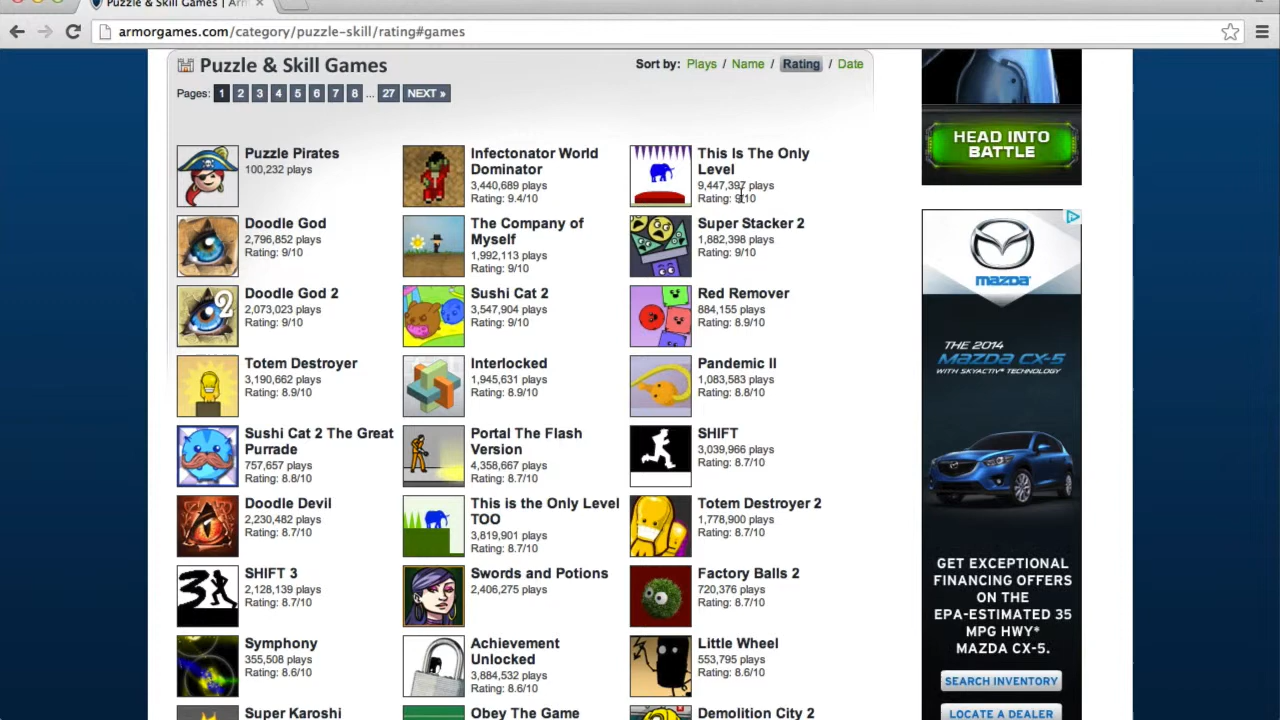 Puzzle & Skill Games | Arm
armorgames.com/category/puzzle-skill/rating#games
Puzzle & Skill Games
Sort by: Plays / Name / Rating / Date
Pages: 1 2 3 4 5 6 7 8 ... 27 NEXT »
HEAD INTO
BATTLE
Puzzle Pirates
100,232 plays
Infectonator World
Dominator
3,440,689 plays
Rating: 9.4/10
This Is The Only
Level
9,447,397 plays
Rating: 9/10
Doodle God
2,796,852 plays
Rating: 9/10
The Company of
Myself
1,992,113 plays
Rating: 9/10
Super Stacker 2
1,882,398 plays
Rating: 9/10
Doodle God 2
2,073,023 plays
Rating: 9/10
2
Sushi Cat 2
3,547,904 plays
Rating: 9/10
Red Remover
884,155 plays
Rating: 8.9/10
Totem Destroyer
3,190,662 plays
Rating: 8.9/10
Interlocked
1,945,631 plays
Rating: 8.9/10
Pandemic II
1,083,583 plays
Rating: 8.8/10
Sushi Cat 2 The Great
Purrade
757,657 plays
Rating: 8.8/10
Portal The Flash
Version
4,358,667 plays
Rating: 8.7/10
SHIFT
3,039,966 plays
Rating: 8.7/10
Doodle Devil
2,230,482 plays
Rating: 8.7/10
This is the Only Level
TOO
3,819,901 plays
Rating: 8.7/10
Totem Destroyer 2
1,778,900 plays
Rating: 8.7/10
3
SHIFT 3
2,128,139 plays
Rating: 8.7/10
Swords and Potions
2,406,275 plays
Factory Balls 2
720,376 plays
Rating: 8.7/10
Symphony
355,508 plays
Rating: 8.6/10
Achievement
Unlocked
3,884,532 plays
Rating: 8.6/10
Little Wheel
553,795 plays
Rating: 8.6/10
Super Karoshi
Obey The Game
Demolition City 2
mazda
THE 2014
mazda CX-5
WITH SKYACTIV® TECHNOLOGY
GET EXCEPTIONAL
FINANCING OFFERS
ON THE
EPA-ESTIMATED 35
MPG HWY*
MAZDA CX-5.
SEARCH INVENTORY
LOCATE A DEALER